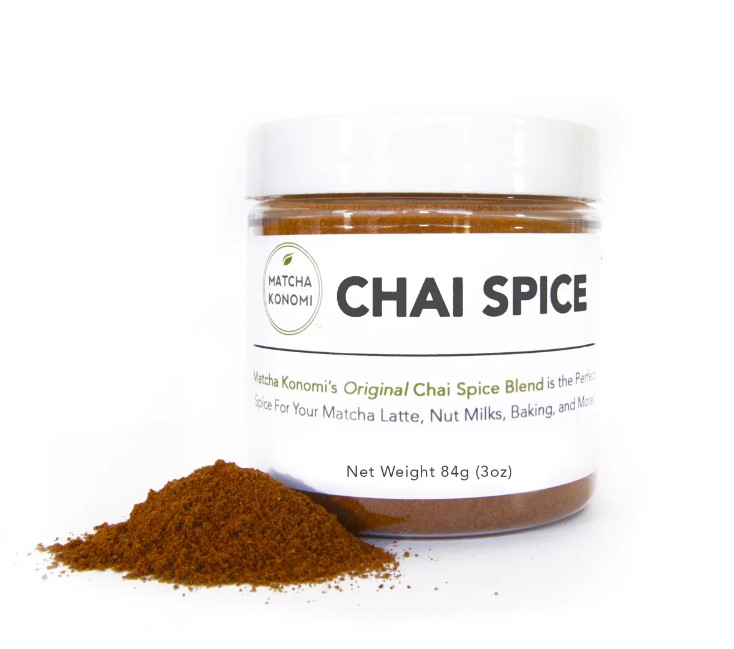 MATCHA
KONOMI
CHAI SPICE
Matcha Konomi's Original Chai Spice Blend is the Perfect
Spice For Your Matcha Latte, Nut Milks, Baking, and More!
Net Weight 84g (3oz)